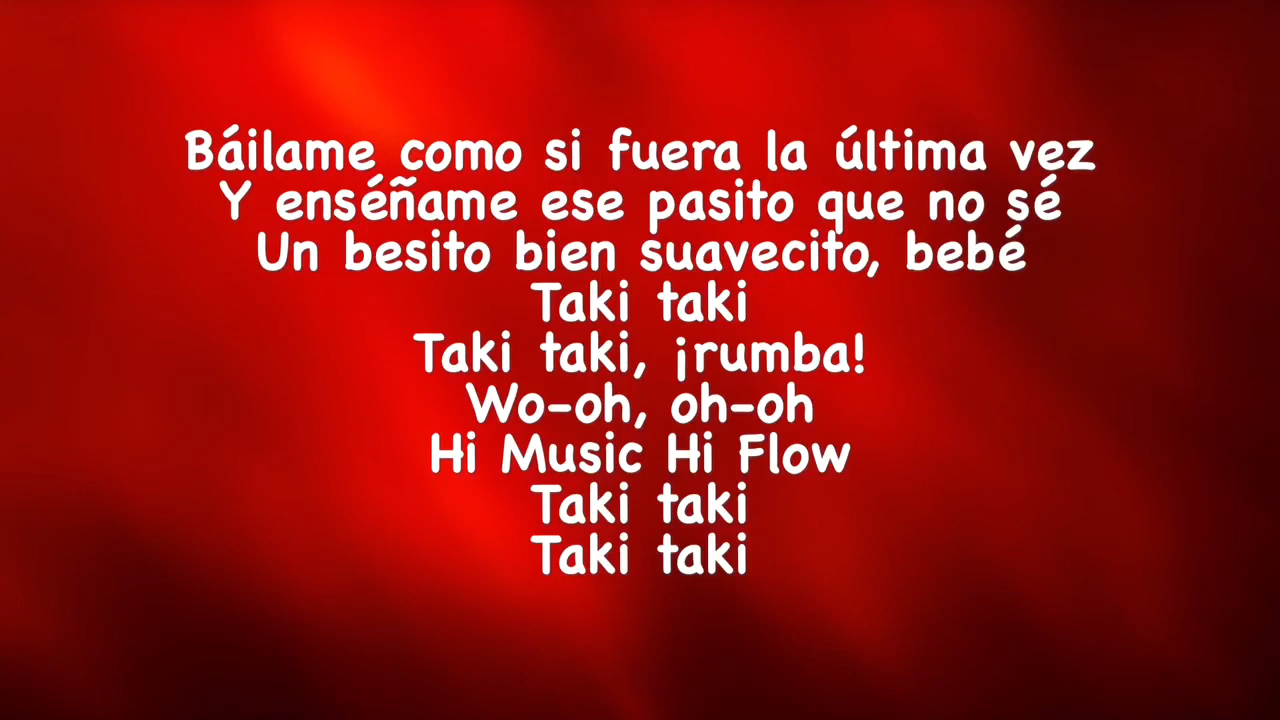 Báilame como si fuera la última vez
Y enséñame ese pasito que no sé
Un besito bien suavecito, bebé
Taki taki
Taki taki, ¡rumba!
Wo-oh, oh-oh
Hi Music Hi Flow
Taki taki
Taki taki